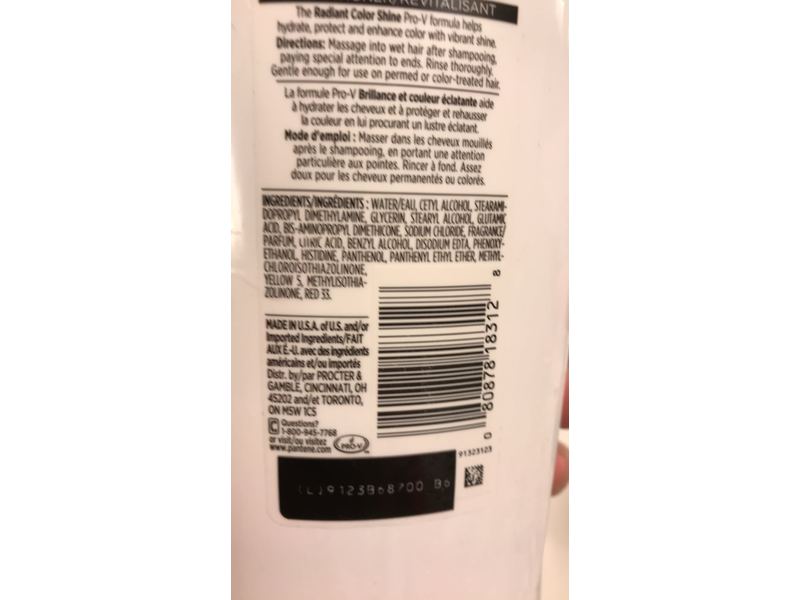 REVITALISANT
The Radiant Color Shine Pro-V formula helps
hydrate, protect and enhance color with vibrant shine.
Directions: Massage into wet hair after shampooing,
paying special attention to ends. Rinse thoroughly.
Gentle enough for use on permed or color-treated hair.
La formule Pro-V Brillance et couleur éclatante aide
à hydrater les cheveux et à protéger et rehausser
la couleur en lui procurant un lustre éclatant.
Mode d'emploi : Masser dans les cheveux mouillés
après le shampooing, en portant une attention
particulière aux pointes. Rincer à fond. Assez
doux pour les cheveux permanentés ou colorés.
INGREDIENTS/INGRÉDIENTS : WATER/EAU, CETYL ALCOHOL, STEARAMI-
DOPROPYL DIMETHYLAMINE, GLYCERIN, STEARYL ALCOHOL, GLUTAMIC
ACID, BIS-AMINOPROPYL DIMETHICONE, SODIUM CHLORIDE, FRAGRANCE/
PARFUM, CITRIC ACID, BENZYL ALCOHOL, DISODIUM EDTA, PHENOXY-
ETHANOL, HISTIDINE, PANTHENOL, PANTHENYL ETHYL ETHER, METHYL-
CHLOROISOTHIAZOLINONE,
YELLOW 5, METHYLISOTHIA-
ZOLINONE, RED 33.
MADE IN U.S.A. of U.S. and/or
Imported Ingredients/FAIT
AUX É.-U. avec des ingrédients
américains et/ou importés
Distr. by/par PROCTER &
GAMBLE, CINCINNATI, OH
45202 and/et TORONTO,
ON M5W 1C5
C Questions?
1-800-945-7768
or visit/ou visitez
www.pantene.com
PRO-V
0 80878 18312 8
91323123
(L)9123B68700 B6